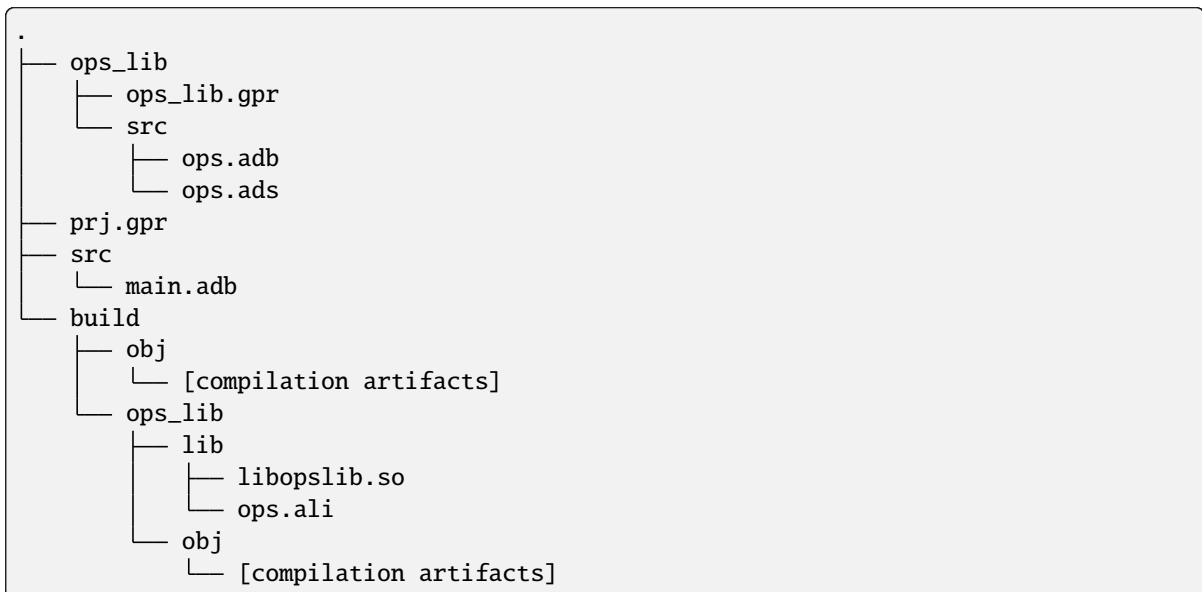 .
├── ops_lib
│   ├── ops_lib.gpr
│   └── src
│       ├── ops.adb
│       └── ops.ads
├── prj.gpr
├── src
│   └── main.adb
└── build
    ├── obj
    │   └── [compilation artifacts]
    └── ops_lib
        ├── lib
        │   ├── libopslib.so
        │   └── ops.ali
        └── obj
            └── [compilation artifacts]